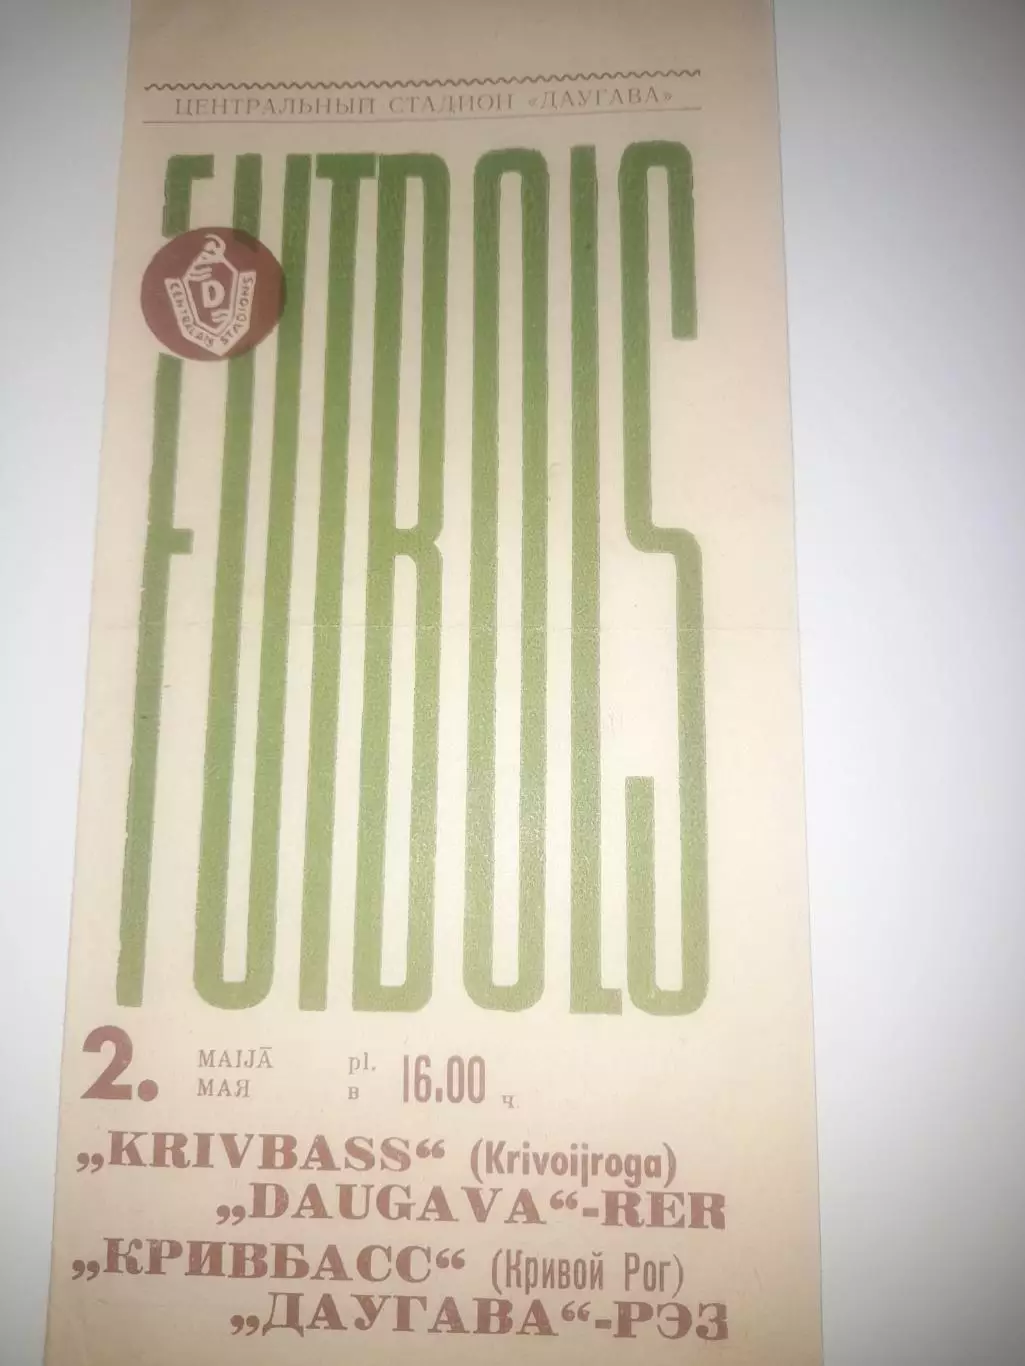 ЦЕНТРАЛЬНЫЙ СТАДИОН «ДАУГАВА»
FUTBOLS
D
CENTRĀLAIS STADIONS
2. MAIJĀ pl. 16.00
МАЯ в ч
„KRIVBASS“ (Krivoijroga)
„DAUGAVA“-RER
„КРИВБАСС“ (Кривой Рог)
„ДАУГАВА“-РЭЗ